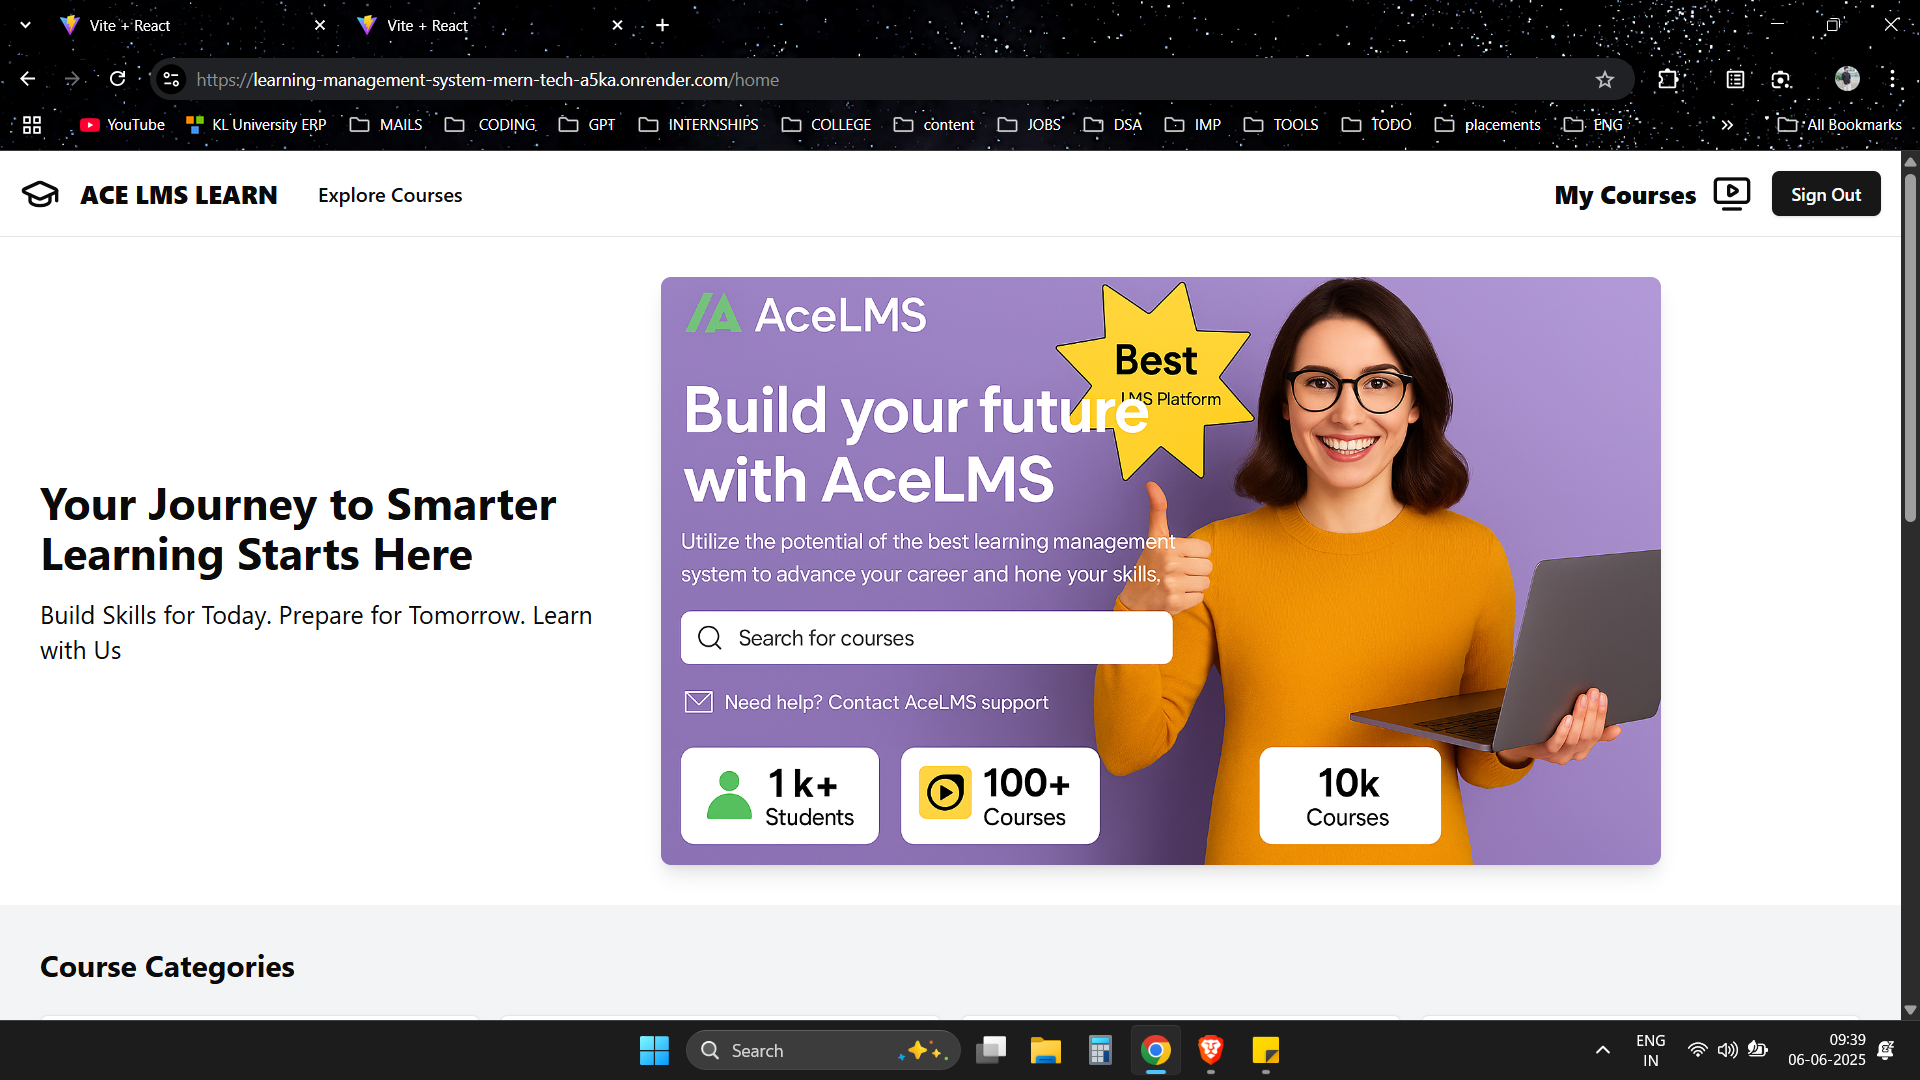 Vite + React
Vite + React
https://learning-management-system-mern-tech-a5ka.onrender.com/home
YouTube
KL University ERP
MAILS
CODING
GPT
INTERNSHIPS
COLLEGE
content
JOBS
DSA
IMP
TOOLS
TODO
placements
ENG
»
All Bookmarks
ACE LMS LEARN
Explore Courses
My Courses
Sign Out
Your Journey to Smarter
Learning Starts Here
Build Skills for Today. Prepare for Tomorrow. Learn
with Us
AceLMS
Best
LMS Platform
Build your future
with AceLMS
Utilize the potential of the best learning management
system to advance your career and hone your skills.
Search for courses
Need help? Contact AceLMS support
1k+
Students
100+
Courses
10k
Courses
Course Categories
Search
ENG
IN
09:39
06-06-2025